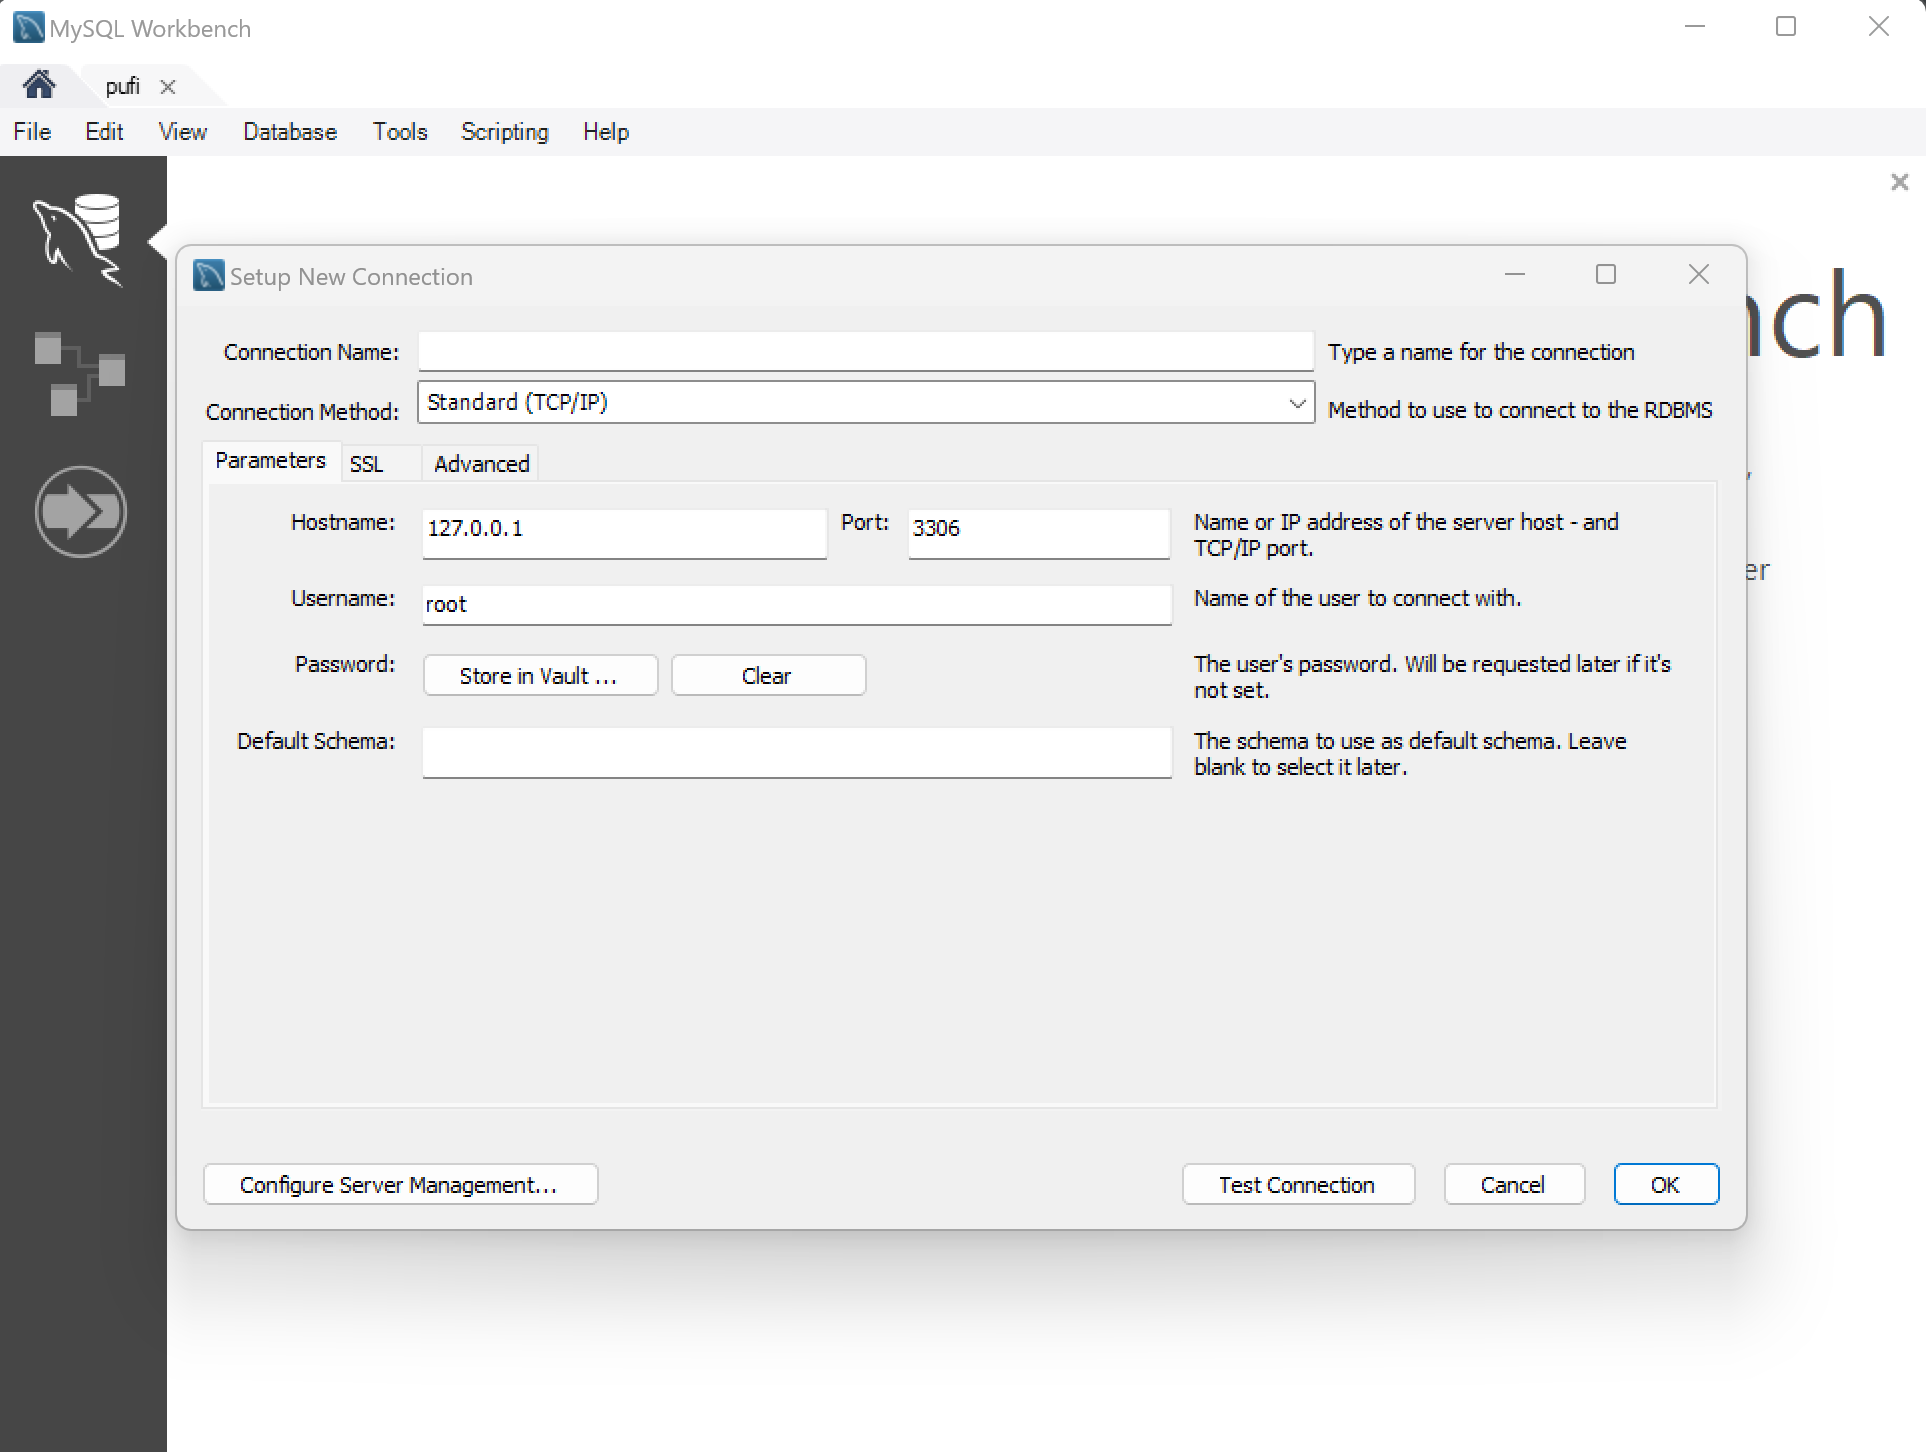 MySQL Workbench
pufi
File Edit View Database Tools Scripting Help
nch
Setup New Connection
Connection Name: Type a name for the connection
Connection Method: Standard (TCP/IP) Method to use to connect to the RDBMS
Parameters SSL Advanced
Hostname: 127.0.0.1 Port: 3306 Name or IP address of the server host - and
TCP/IP port.
er
Username: root Name of the user to connect with.
Password: Store in Vault ... Clear The user's password. Will be requested later if it's
not set.
Default Schema: The schema to use as default schema. Leave
blank to select it later.
Configure Server Management... Test Connection Cancel OK